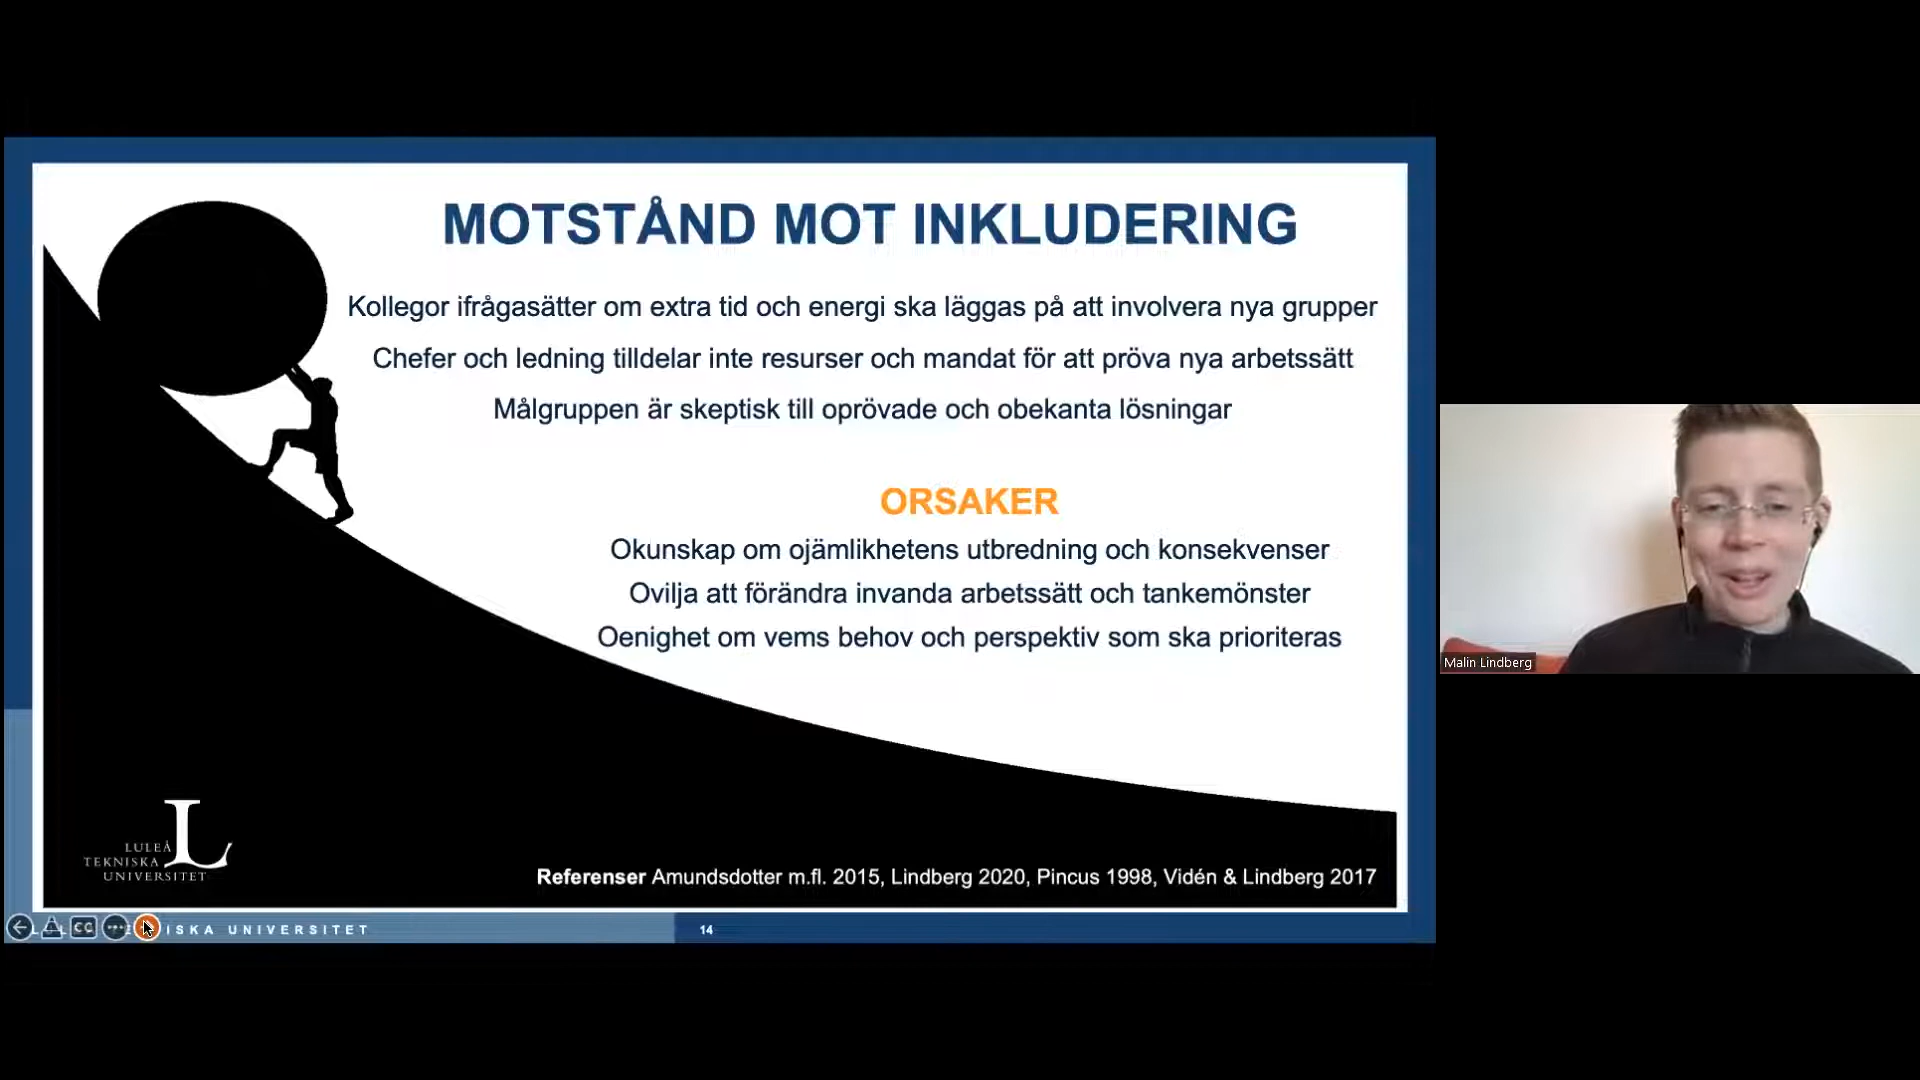 MOTSTÅND MOT INKLUDERING
Kollegor ifrågasätter om extra tid och energi ska läggas på att involvera nya grupper
Chefer och ledning tilldelar inte resurser och mandat för att pröva nya arbetssätt
Målgruppen är skeptisk till oprövade och obekanta lösningar
ORSAKER
Okunskap om ojämlikhetens utbredning och konsekvenser
Ovilja att förändra invanda arbetssätt och tankemönster
Oenighet om vems behov och perspektiv som ska prioriteras
Malin Lindberg
LULEÅ
TEKNISKA
UNIVERSITET
L
Referenser Amundsdotter m.fl. 2015, Lindberg 2020, Pincus 1998, Vidén & Lindberg 2017
CC
ISKA UNIVERSITET
14